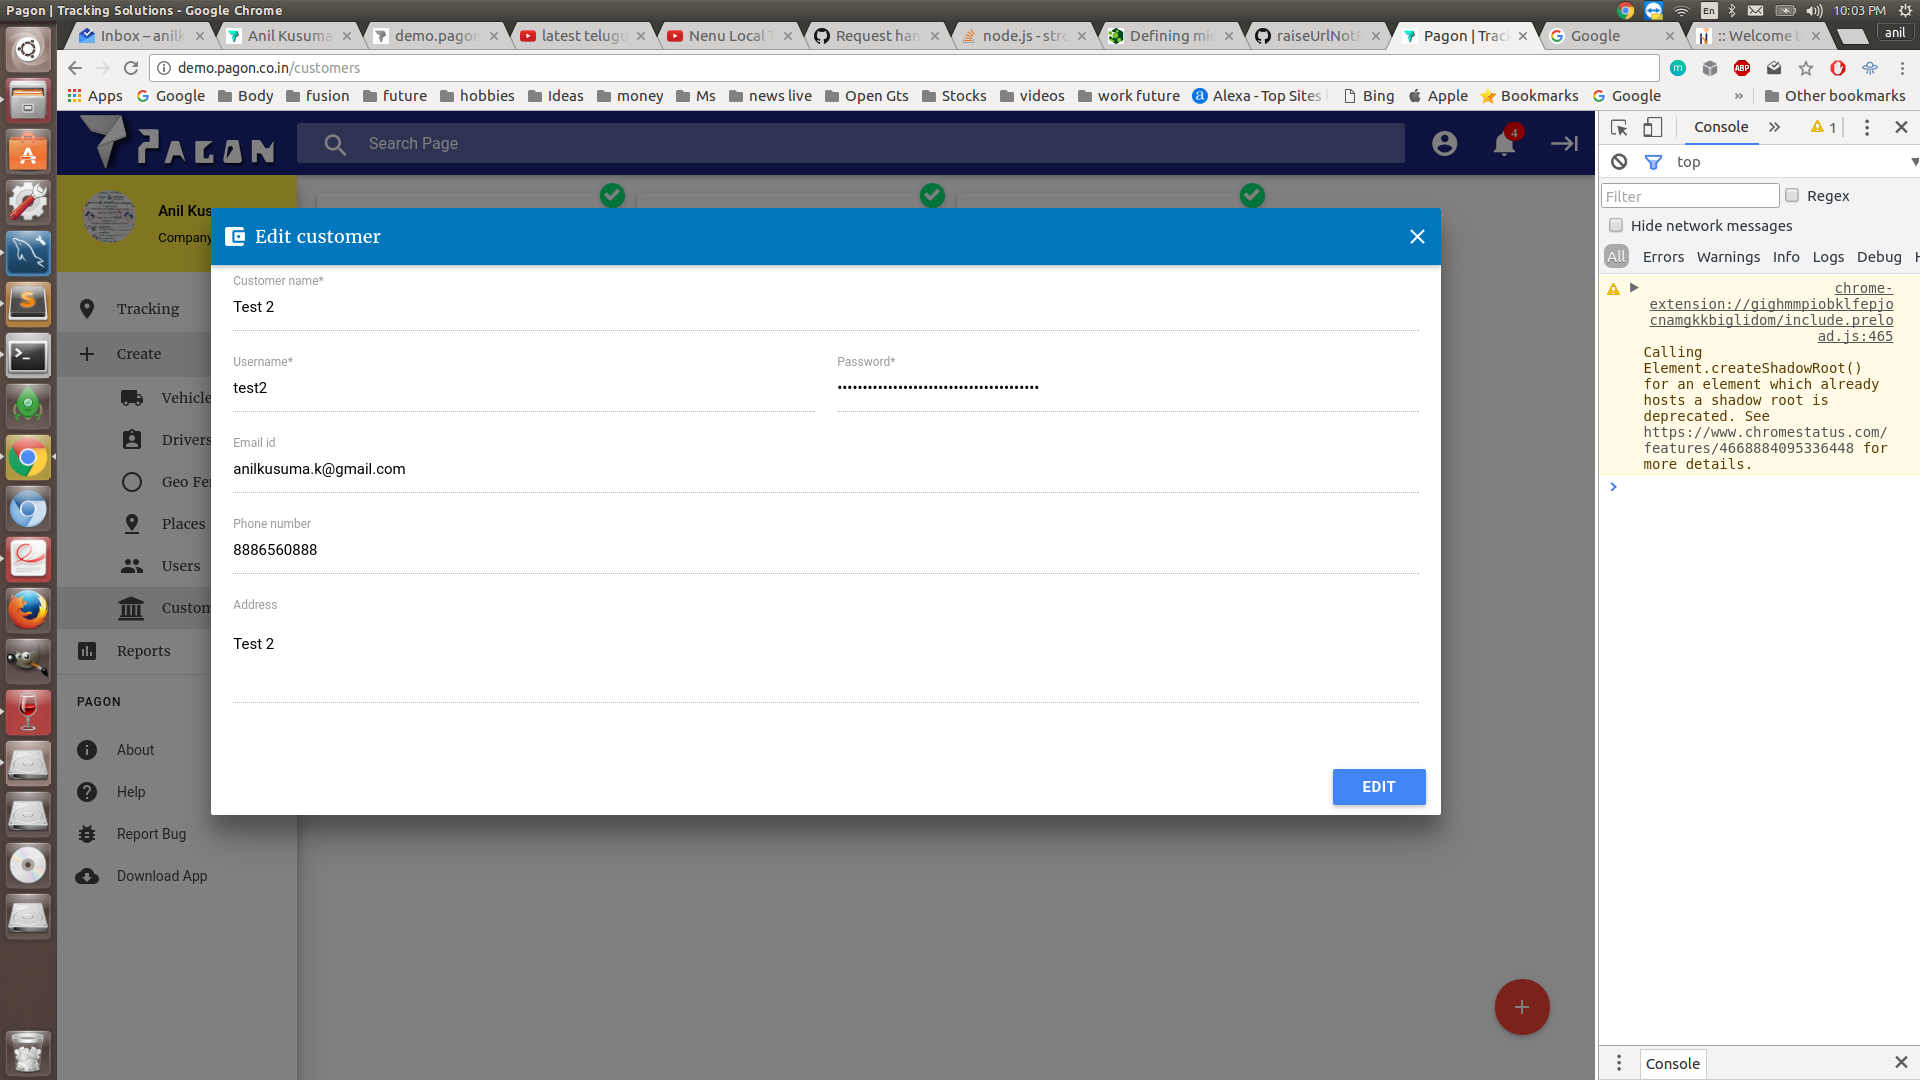 Pagon | Tracking Solutions - Google Chrome
En
10:03 PM
Inbox – anilk
Anil Kusuma
demo.pagon
latest telugu
Nenu Local T
Request han
node.js - stro
Defining mic
raiseUrlNotF
Pagon | Track
Google
:: Welcome t
anil
demo.pagon.co.in/customers
m
ABP
Apps
Google
Body
fusion
future
hobbies
Ideas
money
Ms
news live
Open Gts
Stocks
videos
work future
Alexa - Top Sites
Bing
Apple
Bookmarks
Google
»
Other bookmarks
PAGON
Search Page
4
Console
»
1
top
Filter
Regex
Hide network messages
All
Errors
Warnings
Info
Logs
Debug
chrome-
extension://gighmmpiobklfepjo
cnamgkkbiglidom/include.prelo
ad.js:465
Calling
Element.createShadowRoot()
for an element which already
hosts a shadow root is
deprecated. See
https://www.chromestatus.com/
features/4668884095336448 for
more details.
Anil Kus
Company
Tracking
Create
Vehicle
Drivers
Geo Fe
Places
Users
Custom
Reports
PAGON
About
Help
Report Bug
Download App
Edit customer
Customer name*
Test 2
Username*
test2
Password*
••••••••••••••••••••••••••••••••••••••••
Email id
anilkusuma.k@gmail.com
Phone number
8886560888
Address
Test 2
EDIT
Console